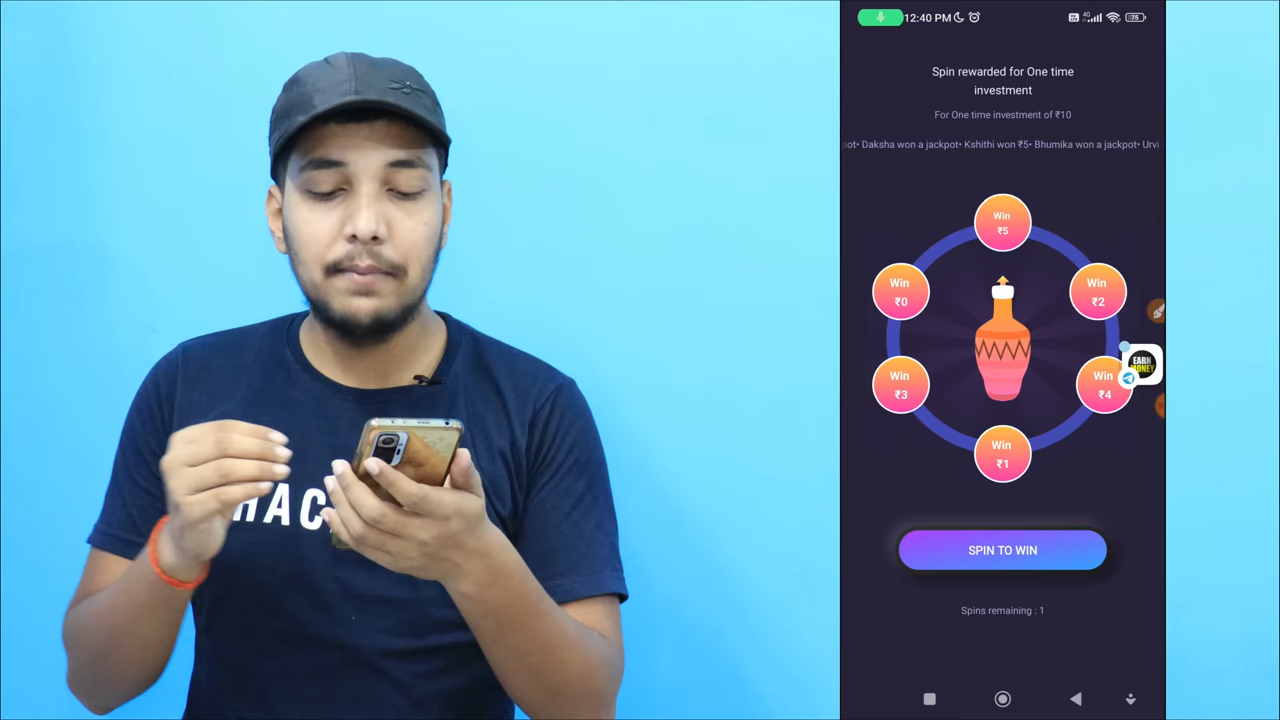 12:40 PM
4G
75
Spin rewarded for One time
investment
For One time investment of ₹10
pot• Daksha won a jackpot• Kshithi won ₹5• Bhumika won a jackpot• Urvi
Win
₹5
Win
₹0
Win
₹2
Win
₹3
Win
₹4
EARN
MONEY
Win
₹1
HAC
SPIN TO WIN
Spins remaining : 1